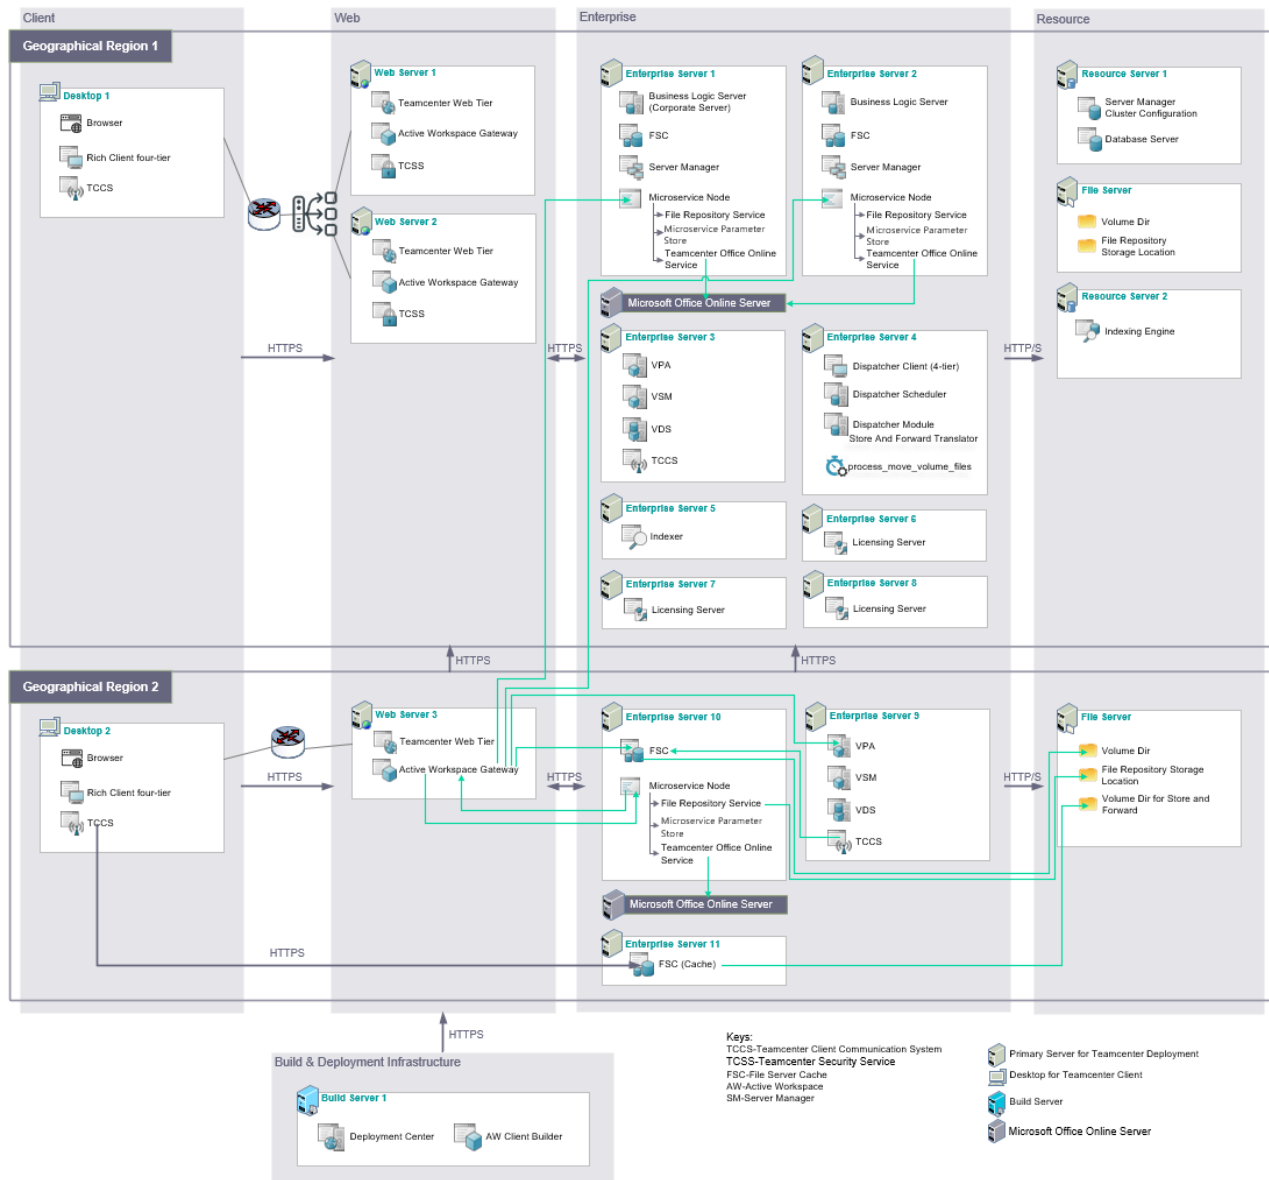 Client
Web
Enterprise
Resource
Geographical Region 1
Desktop 1
Browser
Rich Client four-tier
TCCS
Web Server 1
Teamcenter Web Tier
Active Workspace Gateway
TCSS
Web Server 2
Teamcenter Web Tier
Active Workspace Gateway
TCSS
HTTPS
HTTPS
Enterprise Server 1
Business Logic Server
(Corporate Server)
FSC
Server Manager
Microservice Node
File Repository Service
Microservice Parameter
Store
Teamcenter Office Online
Service
Enterprise Server 2
Business Logic Server
FSC
Server Manager
Microservice Node
File Repository Service
Microservice Parameter
Store
Teamcenter Office Online
Service
Microsoft Office Online Server
Enterprise Server 3
VPA
VSM
VDS
TCCS
Enterprise Server 4
Dispatcher Client (4-tier)
Dispatcher Scheduler
Dispatcher Module
Store And Forward Translator
process_move_volume_files
Enterprise Server 5
Indexer
Enterprise Server 6
Licensing Server
Enterprise Server 7
Licensing Server
Enterprise Server 8
Licensing Server
HTTP/S
Resource Server 1
Server Manager
Cluster Configuration
Database Server
File Server
Volume Dir
File Repository
Storage Location
Resource Server 2
Indexing Engine
HTTPS
HTTPS
Geographical Region 2
Desktop 2
Browser
Rich Client four-tier
TCCS
HTTPS
Web Server 3
Teamcenter Web Tier
Active Workspace Gateway
HTTPS
Enterprise Server 10
FSC
Microservice Node
File Repository Service
Microservice Parameter
Store
Teamcenter Office Online
Service
Enterprise Server 9
VPA
VSM
VDS
TCCS
Microsoft Office Online Server
HTTPS
Enterprise Server 11
FSC (Cache)
HTTP/S
File Server
Volume Dir
File Repository Storage
Location
Volume Dir for Store and
Forward
HTTPS
Build & Deployment Infrastructure
Build Server 1
Deployment Center
AW Client Builder
Keys:
TCCS-Teamcenter Client Communication System
TCSS-Teamcenter Security Service
FSC-File Server Cache
AW-Active Workspace
SM-Server Manager
Primary Server for Teamcenter Deployment
Desktop for Teamcenter Client
Build Server
Microsoft Office Online Server